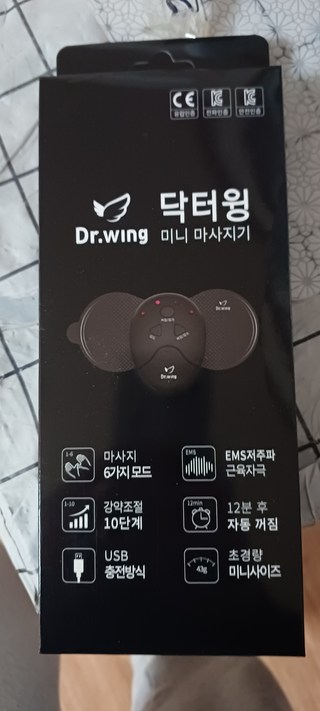 CE
유럽인증
전파인증
안전인증
Dr.wing
닥터윙
미니 마사지기
Dr.wing
Dr.wing
1-6
마사지
6가지 모드
EMS
EMS저주파
근육자극
1-10
강약조절
10단계
12min
12분 후
자동 꺼짐
USB
충전방식
43g
초경량
미니사이즈